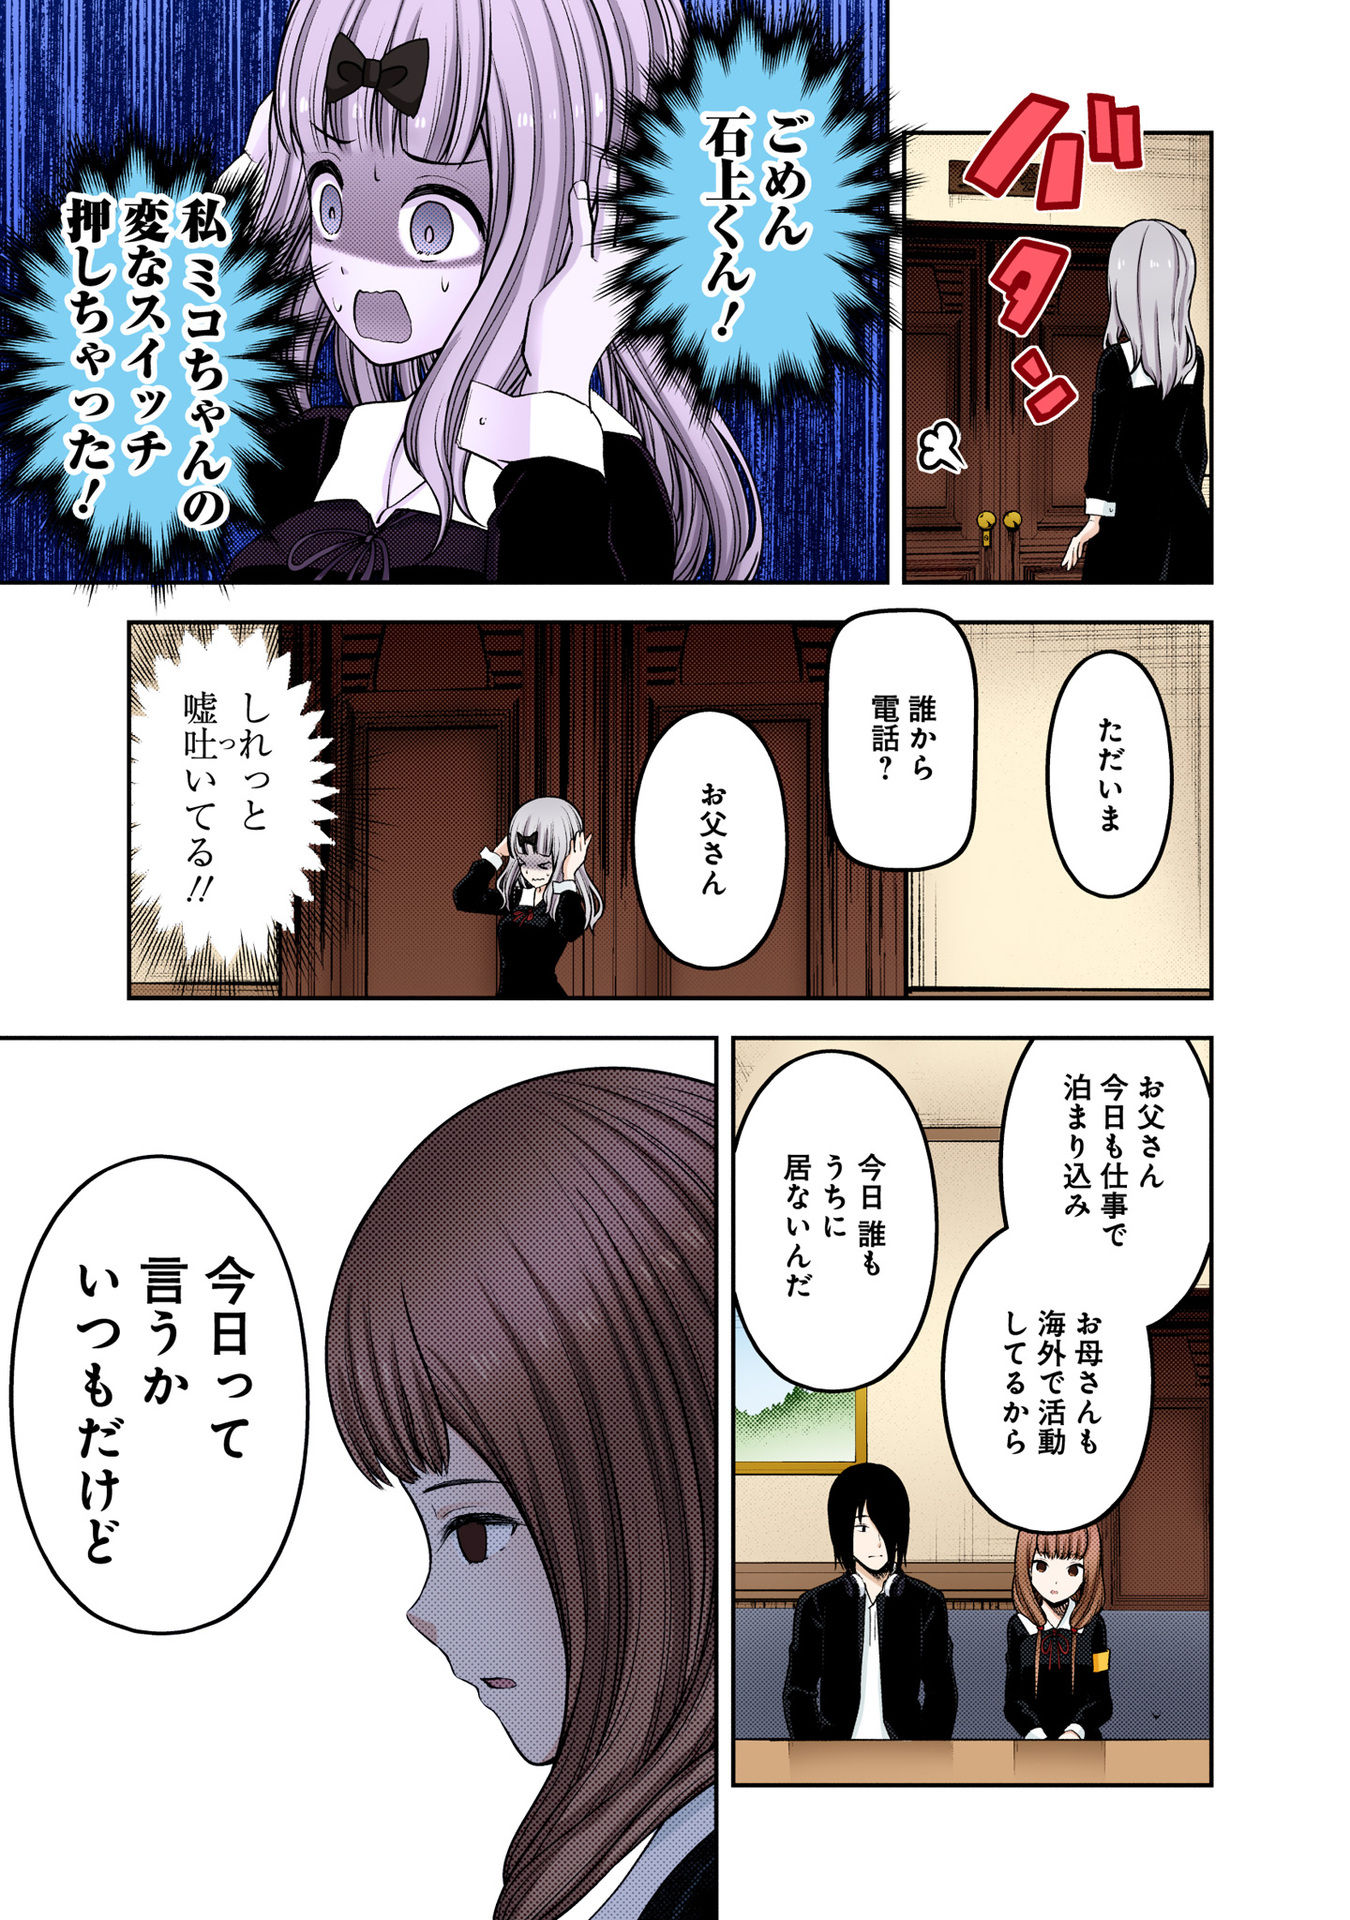 バタン
ごめん
石上くん!
私 ミコちゃんの
変なスイッチ
押しちゃった!
ただいま
誰から
電話?
お父さん
しれっと
嘘吐いてる!!
お父さん
今日も仕事で
泊まり込み
お母さんも
海外で活動
してるから
今日 誰も
うちに
居ないんだ
今日って
言うか
いつもだけど